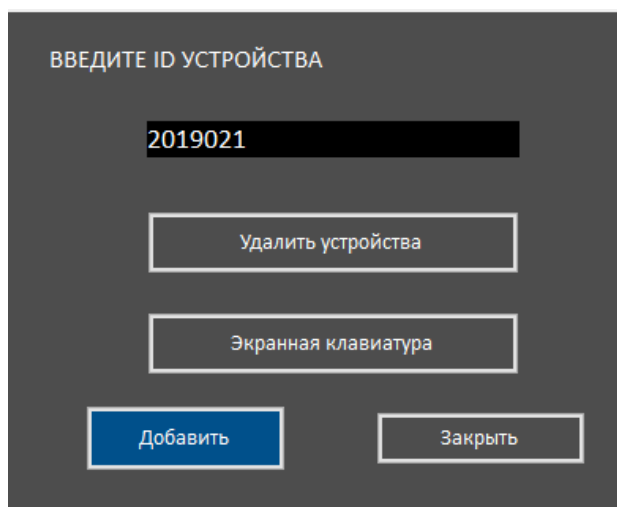 ВВЕДИТЕ ID УСТРОЙСТВА
2019021
Удалить устройства
Экранная клавиатура
Добавить
Закрыть